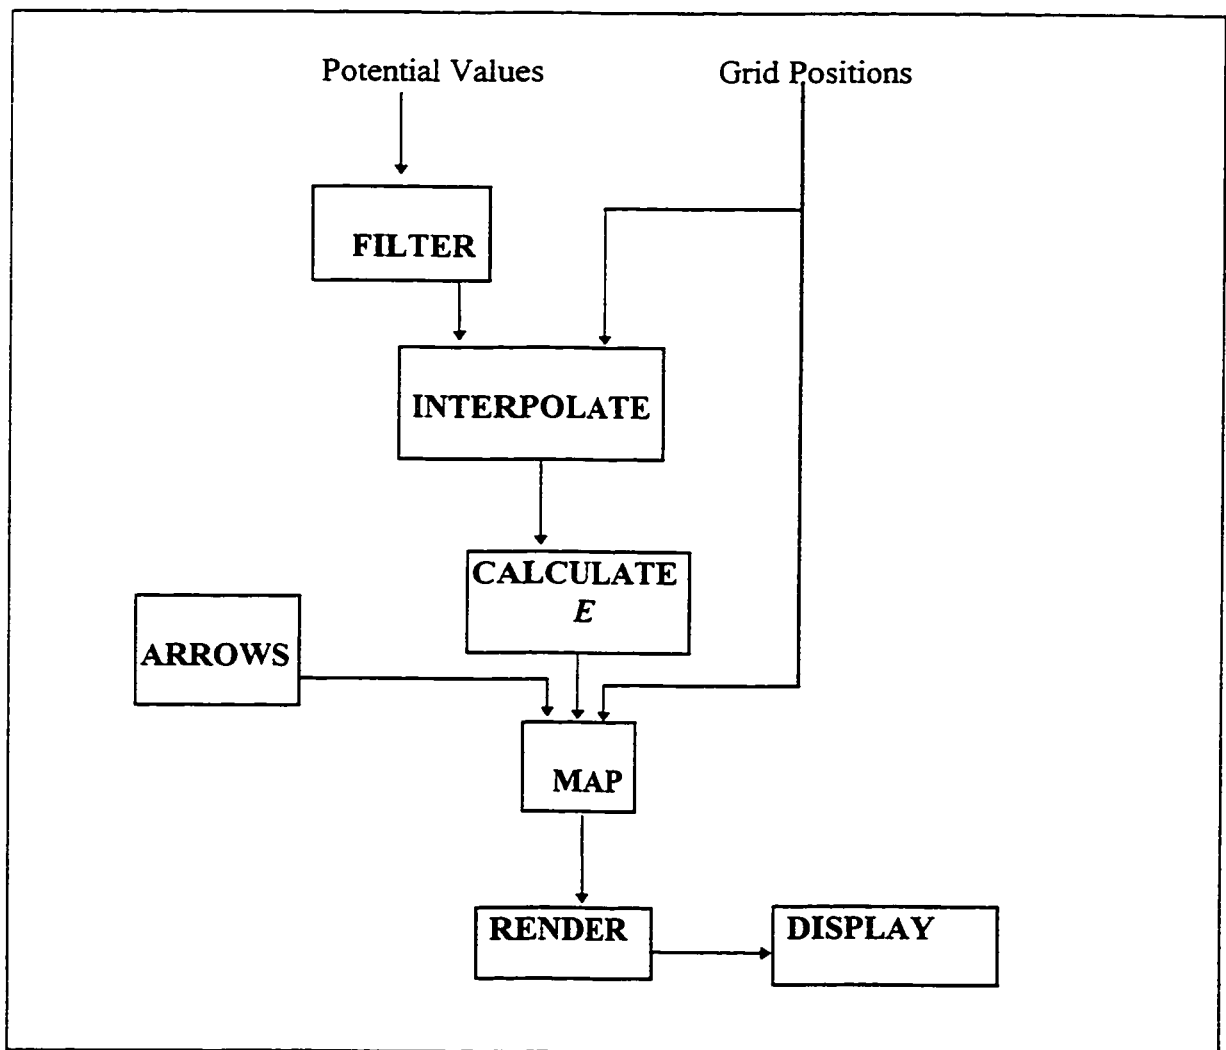 Potential Values
Grid Positions
FILTER
INTERPOLATE
CALCULATE
E
ARROWS
MAP
RENDER
DISPLAY